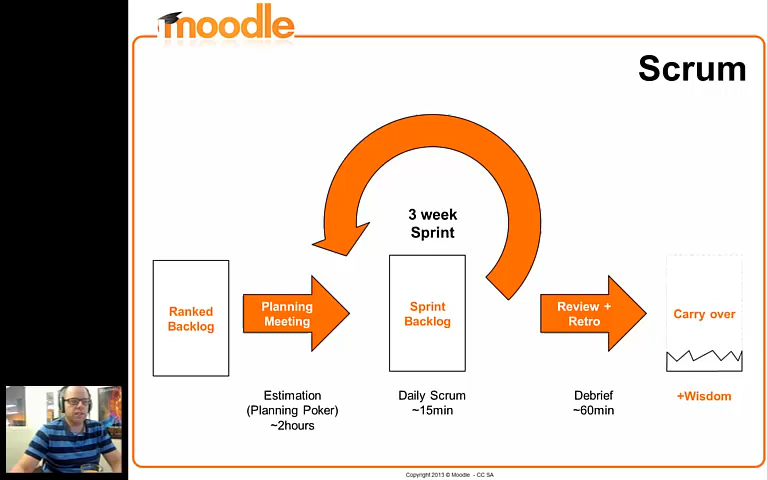 moodle
Scrum
3 week
Sprint
Ranked
Backlog
Planning
Meeting
Sprint
Backlog
Review +
Retro
Carry over
Estimation
(Planning Poker)
~2hours
Daily Scrum
~15min
Debrief
~60min
+Wisdom
Copyright 2013 © Moodle - CC SA